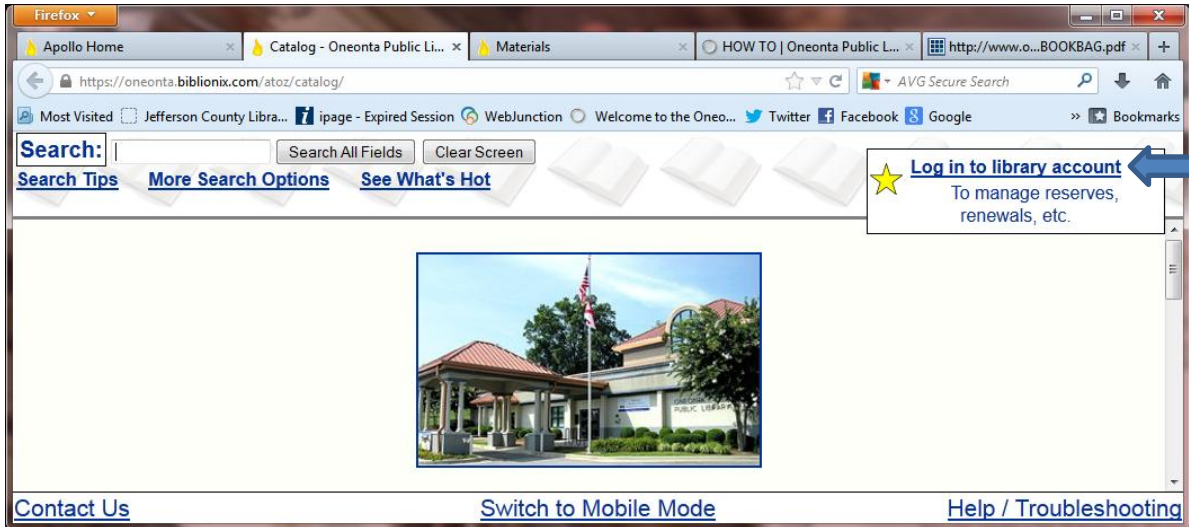 Firefox
Apollo Home
Catalog - Oneonta Public Li...
Materials
HOW TO | Oneonta Public L...
http://www.o...BOOKBAG.pdf
https://oneonta.biblionix.com/atoz/catalog/
AVG Secure Search
Most Visited
Jefferson County Libra...
ipage - Expired Session
WebJunction
Welcome to the Oneo...
Twitter
Facebook
Google
Bookmarks
Search:
Search All Fields
Clear Screen
Search Tips
More Search Options
See What's Hot
Log in to library account
To manage reserves,
renewals, etc.
PUBLIC LIBRARY
Contact Us
Switch to Mobile Mode
Help / Troubleshooting